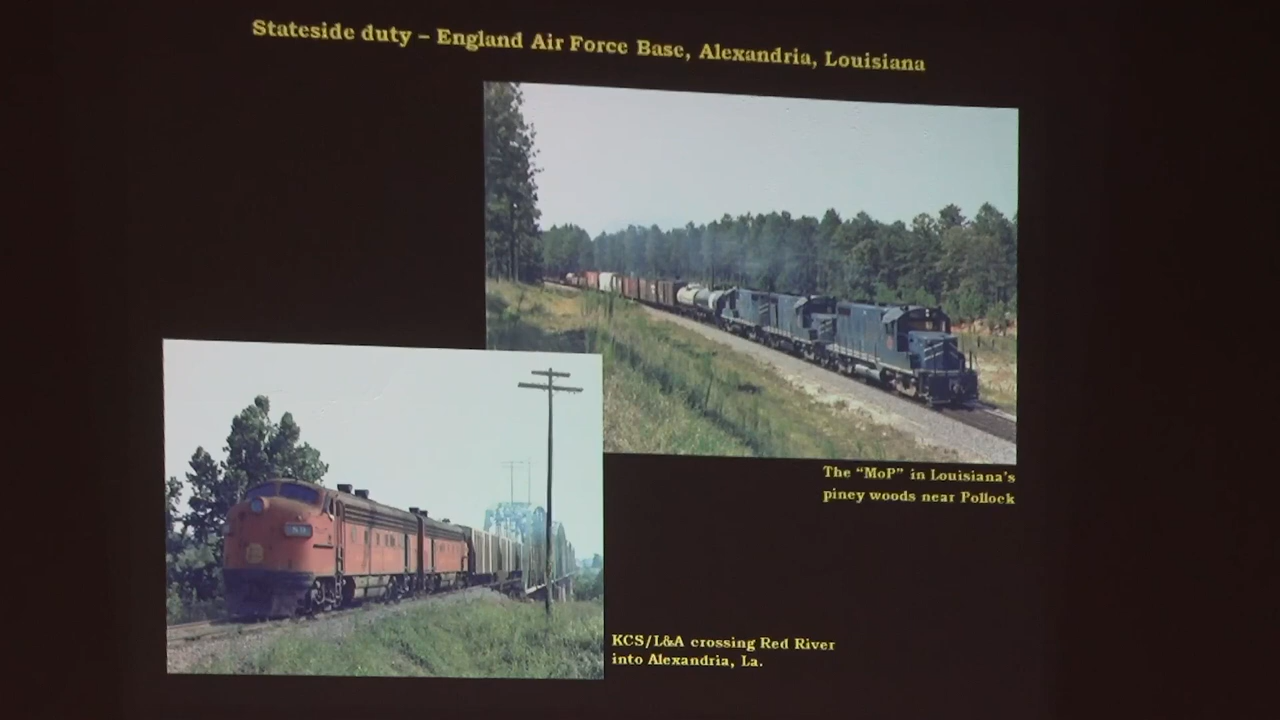 Stateside duty – England Air Force Base, Alexandria, Louisiana
The “MoP” in Louisiana’s
piney woods near Pollock
KCS/L&A crossing Red River
into Alexandria, La.